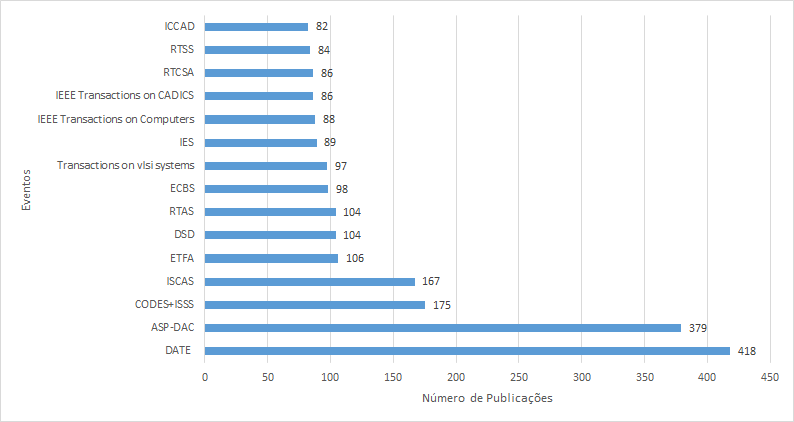 ICCAD 82
RTSS 84
RTCSA 86
IEEE Transactions on CADICS 86
IEEE Transactions on Computers 88
IES 89
Transactions on vlsi systems 97
ECBS 98
RTAS 104
DSD 104
ETFA 106
ISCAS 167
CODES+ISSS 175
ASP-DAC 379
DATE 418
Eventos
0 50 100 150 200 250 300 350 400 450
Número de Publicações